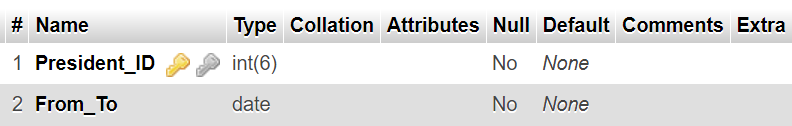 # Name Type Collation Attributes Null Default Comments Extra
1 President_ID int(6) No None
2 From_To date No None